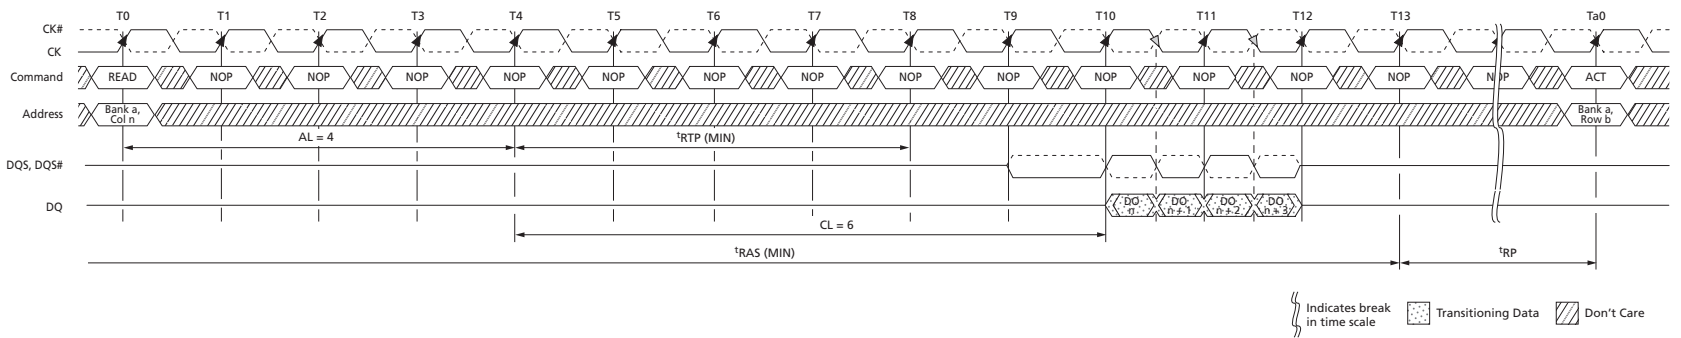 T0 T1 T2 T3 T4 T5 T6 T7 T8 T9 T10 T11 T12 T13 Ta0
CK#
CK
Command READ NOP NOP NOP NOP NOP NOP NOP NOP NOP NOP NOP NOP NOP NOP ACT
Address Bank a, Col n Bank a, Row b
AL = 4 tRTP (MIN)
DQS, DQS#
DQ DO n DO n + 1 DO n + 2 DO n + 3
CL = 6
tRAS (MIN) tRP
Indicates break
in time scale
Transitioning Data
Don't Care